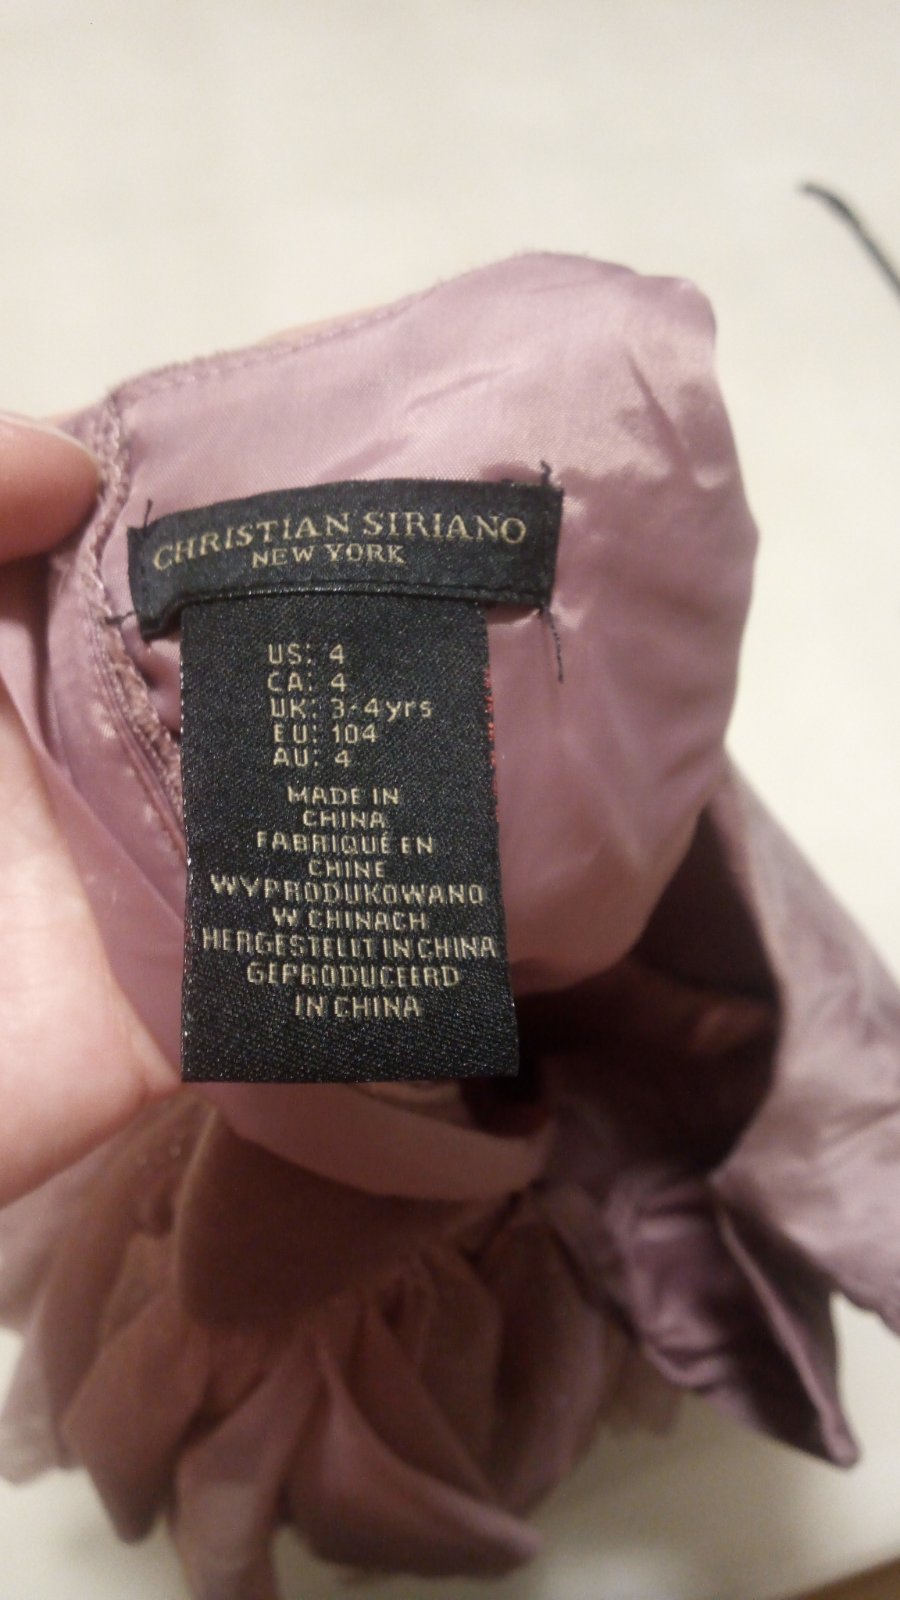 CHRISTIAN SIRIANO
NEW YORK
US: 4
CA: 4
UK: 3-4yrs
EU: 104
AU: 4
MADE IN
CHINA
FABRIQUÉ EN
CHINE
WYPRODUKOWANO
W CHINACH
HERGESTELLT IN CHINA
GEPRODUCEERD
IN CHINA